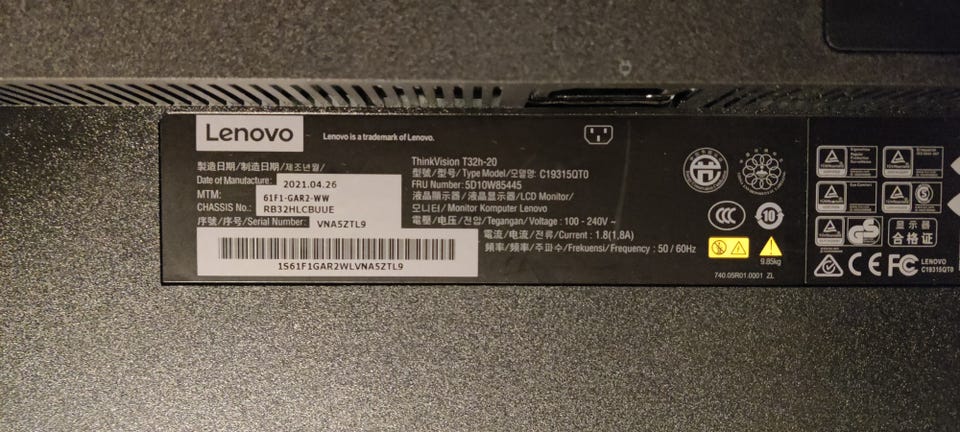 Lenovo
Lenovo is a trademark of Lenovo.
製造日期/制造日期/제조년월/
Date of Manufacture: 2021.04.26
MTM: 61F1-GAR2-WW
CHASSIS No.: RB32HLCBUUE
序號/序号/Serial Number: VNA5ZTL9
1S61F1GAR2WLVNA5ZTL9
ThinkVision T32h-20
型號/型号/Type Model/모델명: C19315QT0
FRU Number: 5D10W85445
液晶顯示器/液晶显示器/LCD Monitor/
모니터/ Monitor Komputer Lenovo
電壓/电压/전압/Tegangan/Voltage : 100 - 240V ~
電流/电流/전류/Current : 1.8(1.8A)
頻率/频率/주파수/Frekuensi/Frequency : 50 / 60Hz
CCC
10
9.85kg
740.05R01.0001 ZL
显示器
合格证
CE FC
LENOVO
C19315QT0